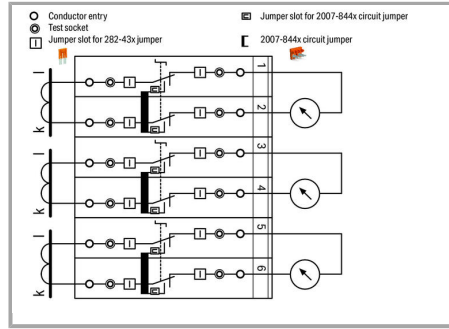 Conductor entry
Test socket
Jumper slot for 282-43x jumper
Jumper slot for 2007-844x circuit jumper
2007-844x circuit jumper
l
k
l
k
l
k
1
2
3
4
5
6